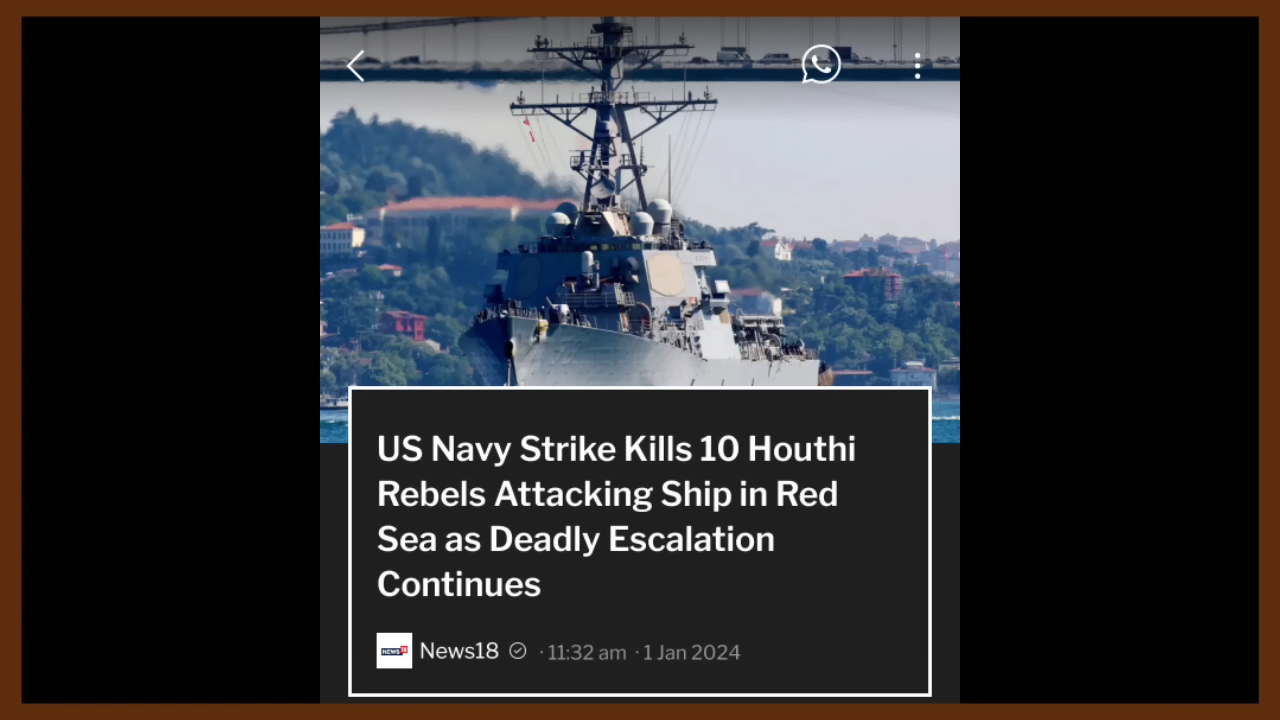 US Navy Strike Kills 10 Houthi
Rebels Attacking Ship in Red
Sea as Deadly Escalation
Continues
NEWS18 News18 · 11:32 am · 1 Jan 2024